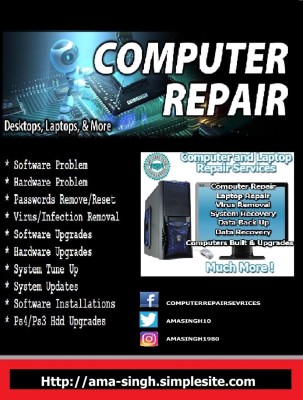 COMPUTER
REPAIR
Desktops, Laptops, & More
* Software Problem
* Hardware Problem
* Passwords Remove/Reset
* Virus/Infection Removal
* Software Upgrades
* Hardware Upgrades
* System Tune Up
* System Updates
* Software Installations
* Ps4/Ps3 Hdd Upgrades
Computer and Laptop
Repair Services
Computer Repair
Laptop Repair
Virus Removal
System Recovery
Data Back Up
Data Recovery
Computers Built & Upgrades
Much More !
COMPUTERREPAIRSEVRICES
AMASINGH10
AMASINGH1980
Http://ama-singh.simplesite.com